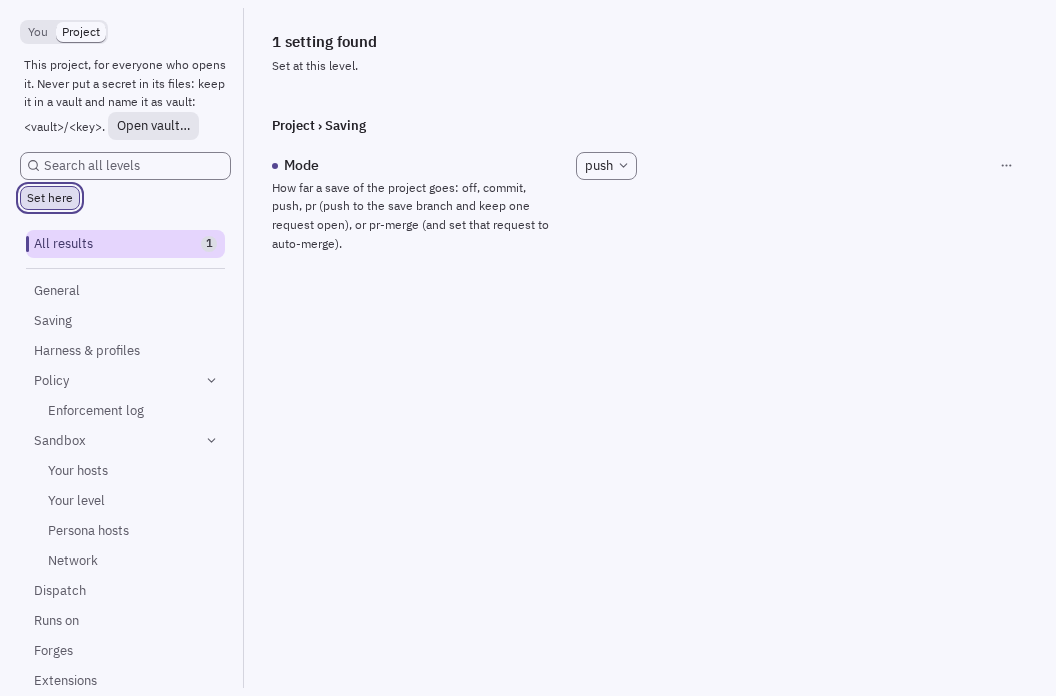 You Project
This project, for everyone who opens
it. Never put a secret in its files: keep
it in a vault and name it as vault:
<vault>/<key>. Open vault...
Search all levels
Set here
All results 1
General
Saving
Harness & profiles
Policy
Enforcement log
Sandbox
Your hosts
Your level
Persona hosts
Network
Dispatch
Runs on
Forges
Extensions
1 setting found
Set at this level.
Project › Saving
Mode
push
How far a save of the project goes: off, commit,
push, pr (push to the save branch and keep one
request open), or pr-merge (and set that request to
auto-merge).